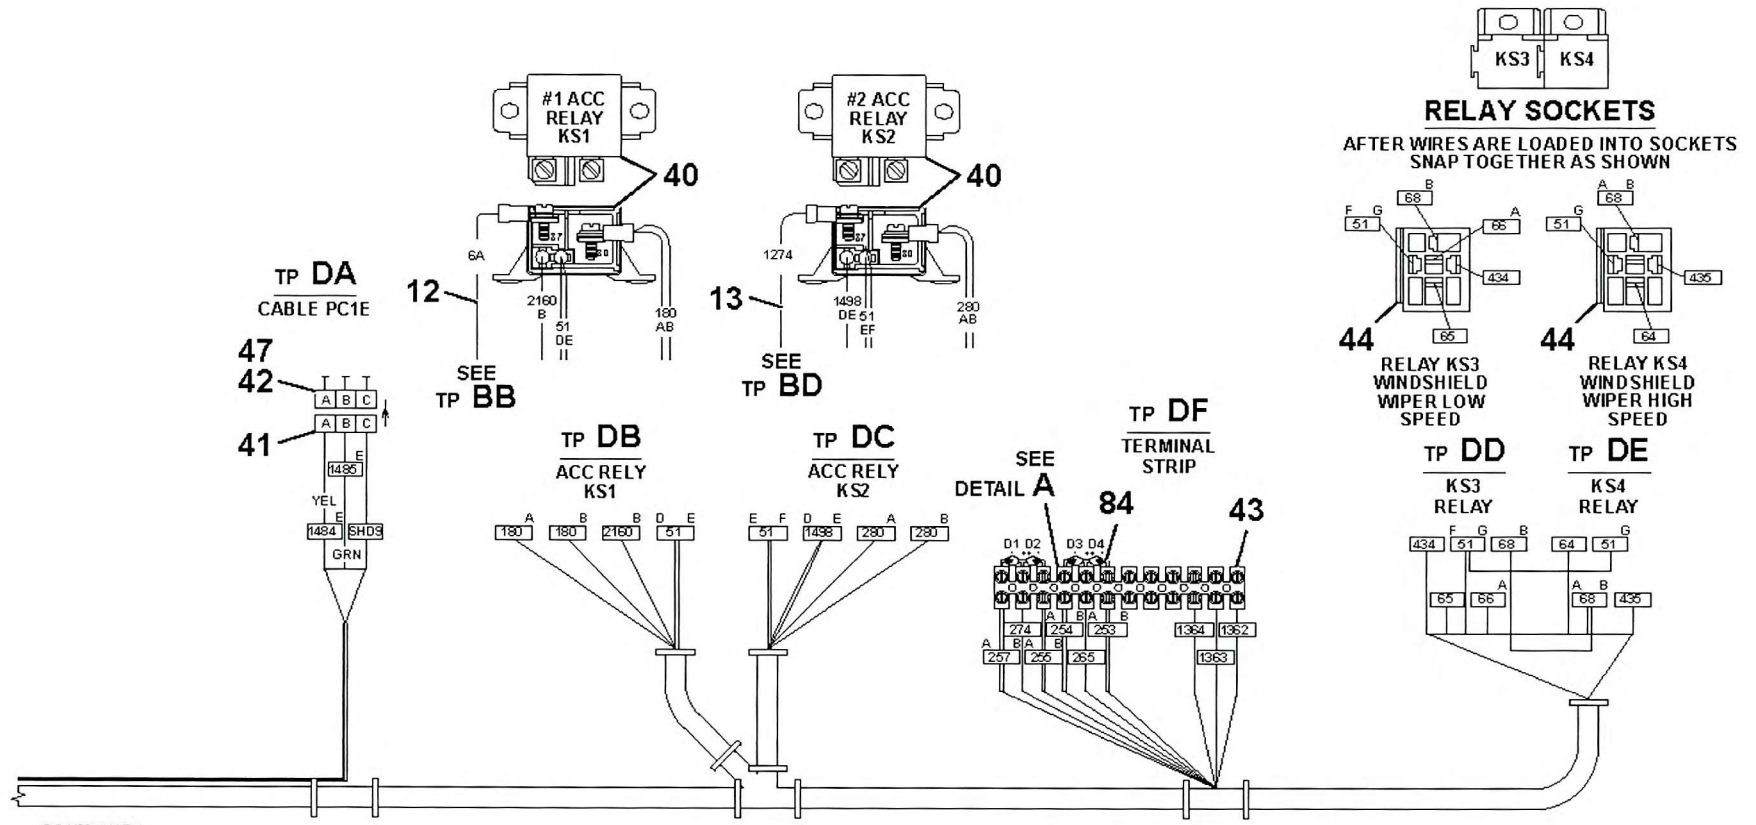 KS3 KS4
RELAY SOCKETS
AFTER WIRES ARE LOADED INTO SOCKETS
SNAP TOGETHER AS SHOWN
#1 ACC
RELAY
KS1
40
#2 ACC
RELAY
KS2
40
87
80
6A
12
2160
B
51
DE
180
AB
SEE
TP BB
87
80
1274
13
1498
DE
51
EF
280
AB
SEE
TP BD
B
68
F G
51
A
66
434
65
44
RELAY KS3
WINDSHIELD
WIPER LOW
SPEED
A B
68
G
51
435
64
44
RELAY KS4
WINDSHIELD
WIPER HIGH
SPEED
TP DA
CABLE PC1E
47
42
A B C
41
A B C
E
1485
YEL
E
1484 SHD9
GRN
TP DB
ACC RELY
KS1
A B B D E
180 180 2160 51
TP DC
ACC RELY
KS2
E F D E A B
51 1498 280 280
TP DF
TERMINAL
STRIP
SEE
DETAIL A
84
43
D1 D2 D3 D4
A B A B
274 254 253 1364 1362
A B A B
257 255 265 1363
TP DD
KS3
RELAY
TP DE
KS4
RELAY
F G B G
434 51 68 64 51
A A B
65 66 68 435